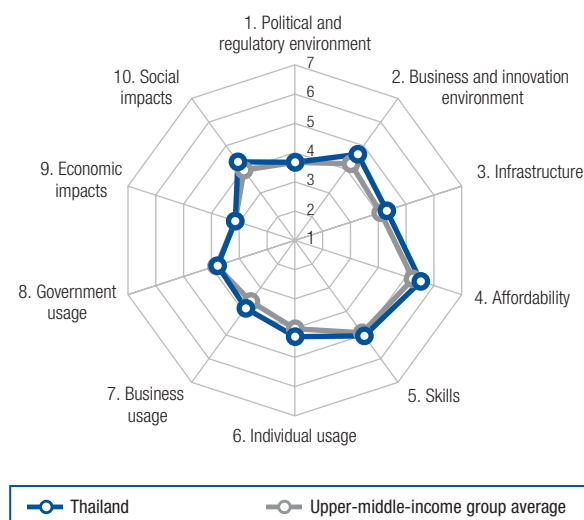 1. Political and
regulatory environment
2. Business and innovation
environment
3. Infrastructure
4. Affordability
5. Skills
6. Individual usage
7. Business
usage
8. Government
usage
9. Economic
impacts
10. Social
impacts
7
6
5
4
3
2
1
Thailand
Upper-middle-income group average